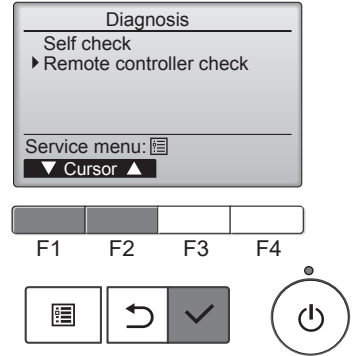 Diagnosis
Self check
Remote controller check
Service menu:
Cursor
F1 F2 F3 F4